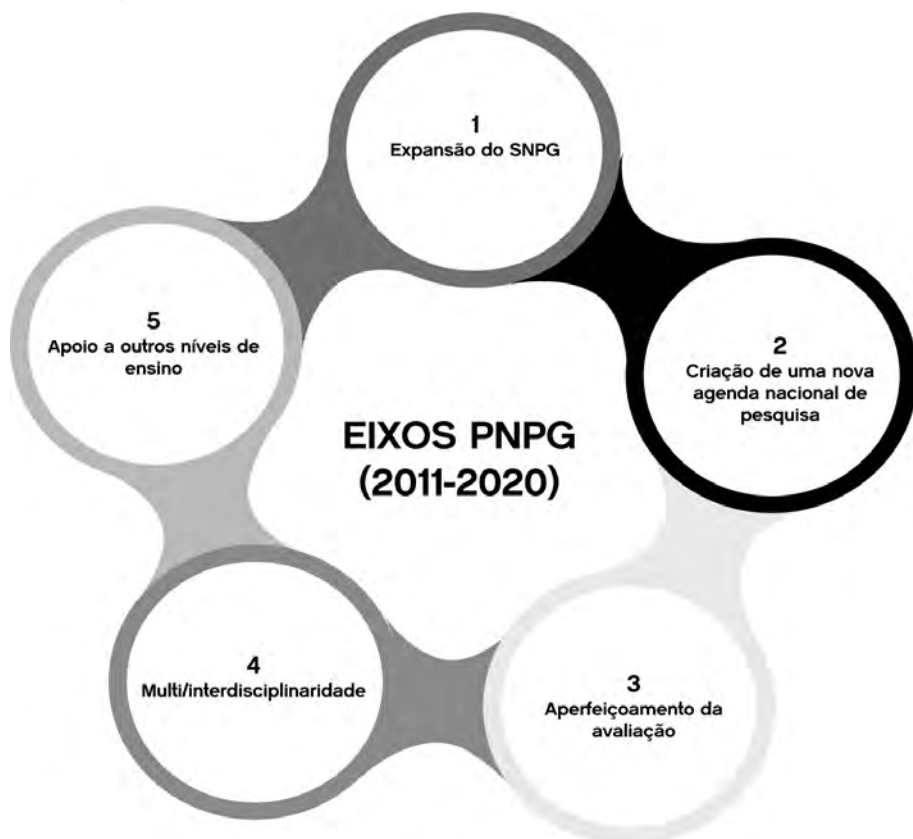 1
Expansão do SNPG
2
Criação de uma nova
agenda nacional de
pesquisa
3
Aperfeiçoamento da
avaliação
4
Multi/interdisciplinaridade
5
Apoio a outros níveis de
ensino
EIXOS PNPG
(2011-2020)